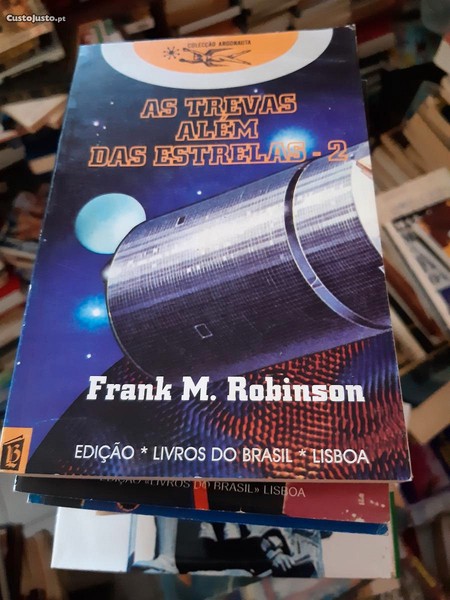 CustoJusto.pt
COLECÇÃO ARGONAUTA
AS TREVAS
ALÉM
DAS ESTRELAS - 2
Frank M. Robinson
EDIÇÃO * LIVROS DO BRASIL * LISBOA
EDIÇÃO «LIVROS DO BRASIL» LISBOA